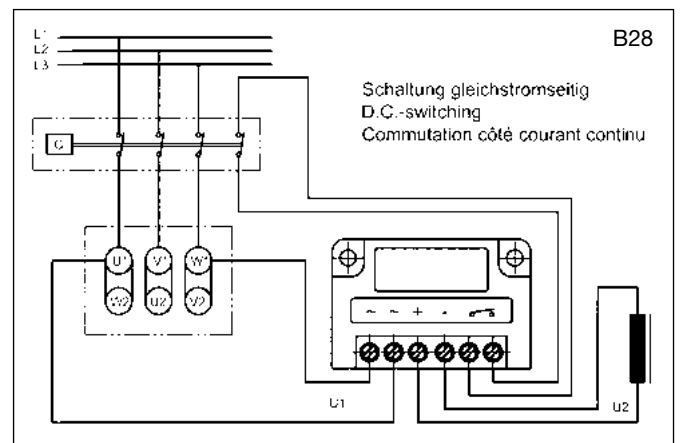 B28
L1
L2
L3
Schaltung gleichstromseitig
D.C.-switching
Commutation côté courant continu
U1 V1 W1
W2 U2 V2
~ ~ + -
U1
U2